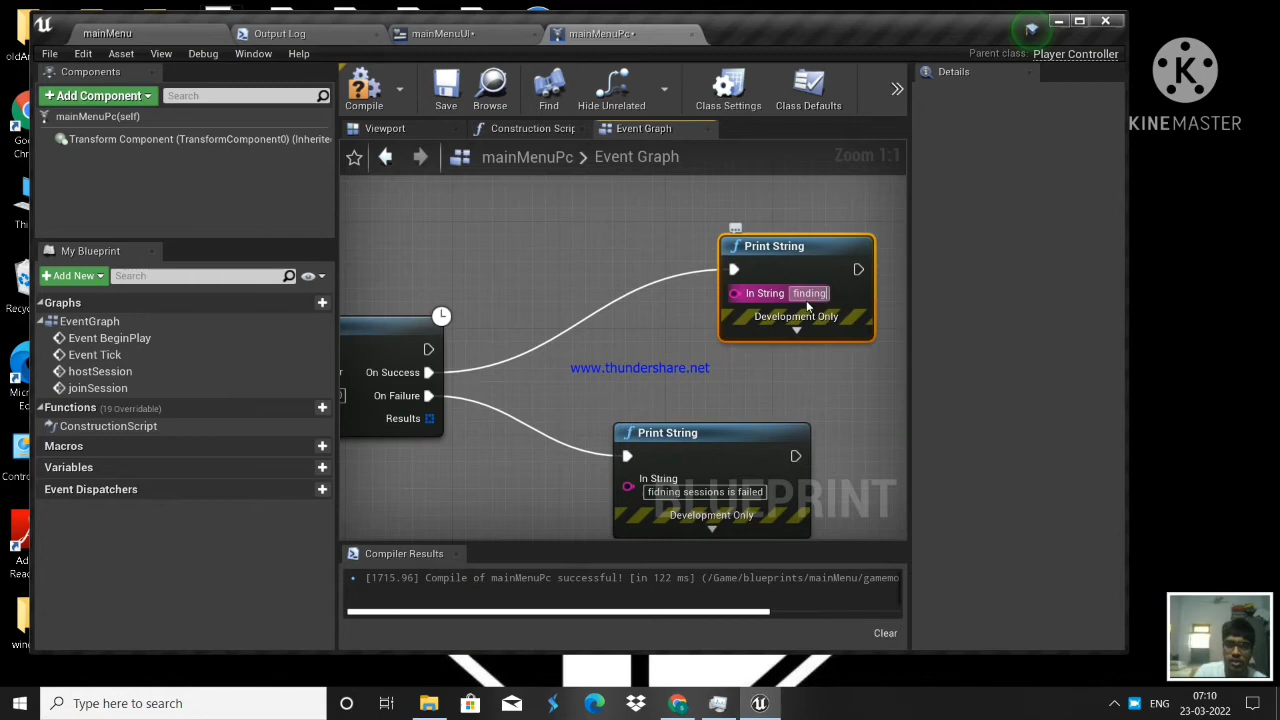 mainMenu
Output Log
mainMenuUI•
mainMenuPc•
File Edit Asset View Debug Window Help
Parent class: Player Controller
Components
+ Add Component
Search
mainMenuPc(self)
Transform Component (TransformComponent0) (Inherite
My Blueprint
+ Add New
Search
Graphs
EventGraph
Event BeginPlay
Event Tick
hostSession
joinSession
Functions (19 Overridable)
ConstructionScript
Macros
Variables
Event Dispatchers
Compile
Save
Browse
Find
Hide Unrelated
Class Settings
Class Defaults
»
Viewport
Construction Scrip
Event Graph
mainMenuPc > Event Graph
Zoom 1:1
Print String
In String finding
Development Only
On Success
On Failure
Results
www.thundershare.net
Print String
In String
fidning sessions is failed
Development Only
BLUEPRINT
Compiler Results
[1715.96] Compile of mainMenuPc successful! [in 122 ms] (/Game/blueprints/mainMenu/gamemo
Clear
Details
K
KINEMASTER
Type here to search
ENG
07:10
23-03-2022